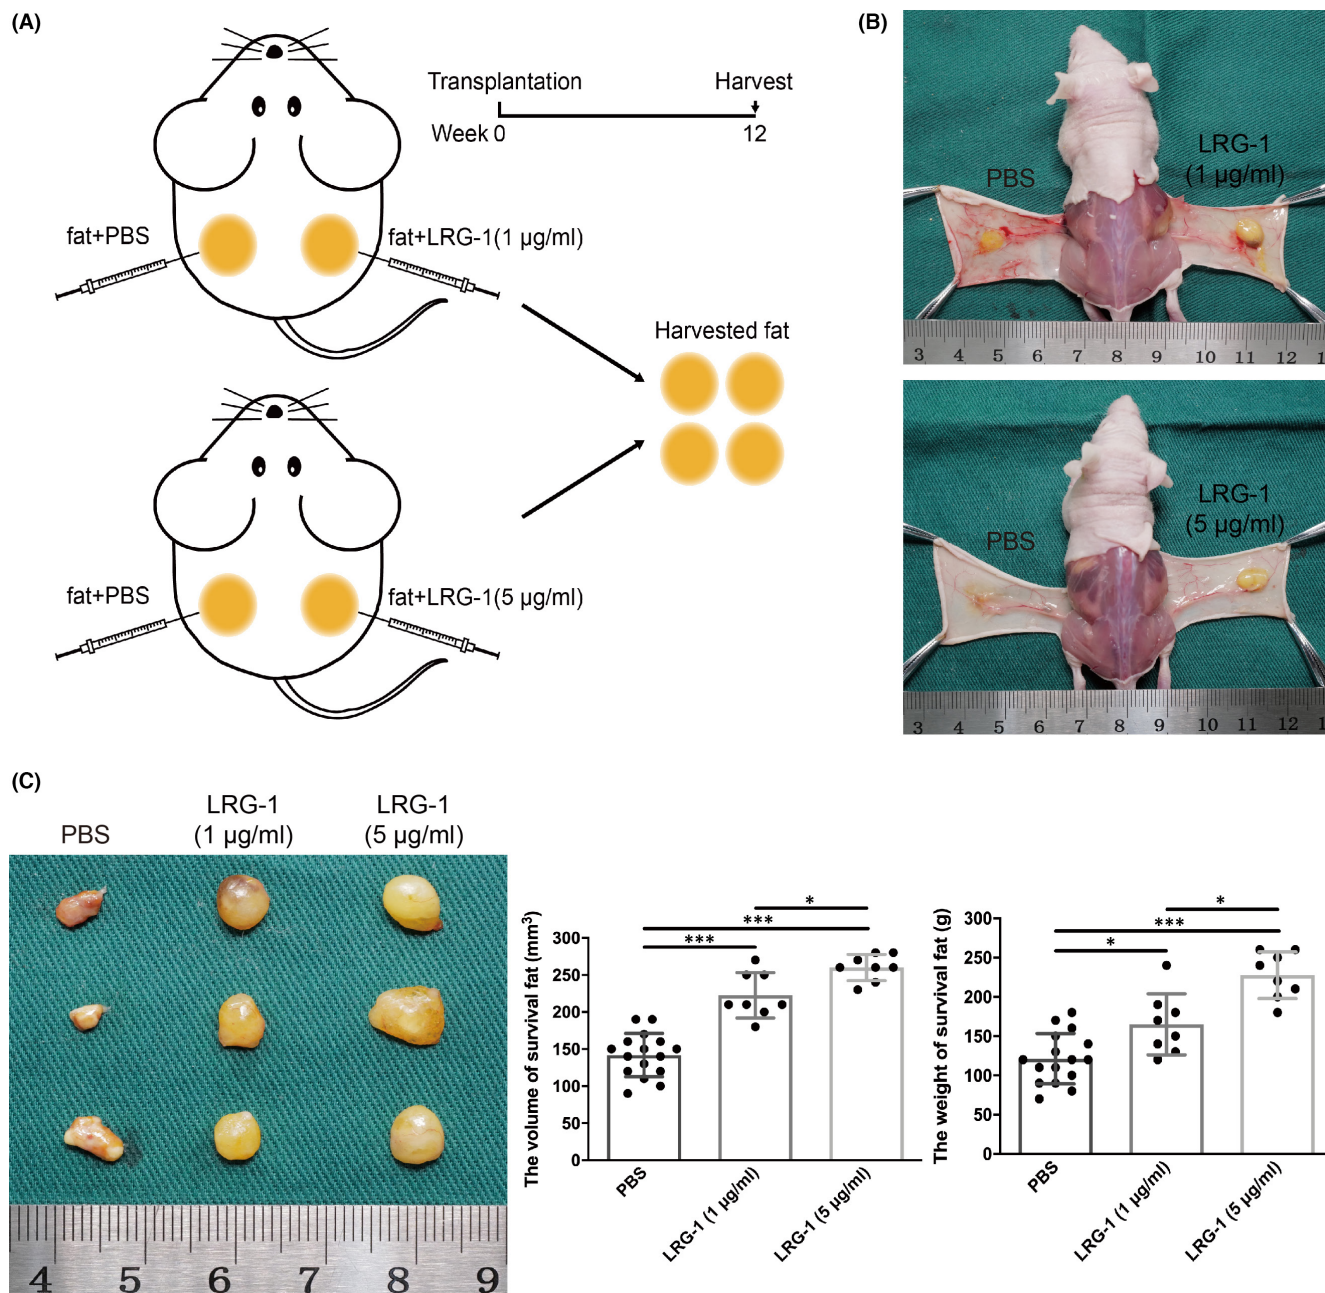 (A)
Transplantation Harvest
Week 0 12
fat+PBS
fat+LRG-1(1 µg/ml)
Harvested fat
fat+PBS
fat+LRG-1(5 µg/ml)
(B)
PBS
LRG-1
(1 µg/ml)
3 4 5 6 7 8 9 10 11 12 1
PBS
LRG-1
(5 µg/ml)
3 4 5 6 7 8 9 10 11 12 1
(C)
PBS
LRG-1
(1 µg/ml)
LRG-1
(5 µg/ml)
4 5 6 7 8 9
The volume of survival fat (mm³)
300
250
200
150
100
50
0
*
***
***
PBS
LRG-1 (1 µg/ml)
LRG-1 (5 µg/ml)
The weight of survival fat (g)
300
250
200
150
100
50
0
*
***
*
PBS
LRG-1 (1 µg/ml)
LRG-1 (5 µg/ml)